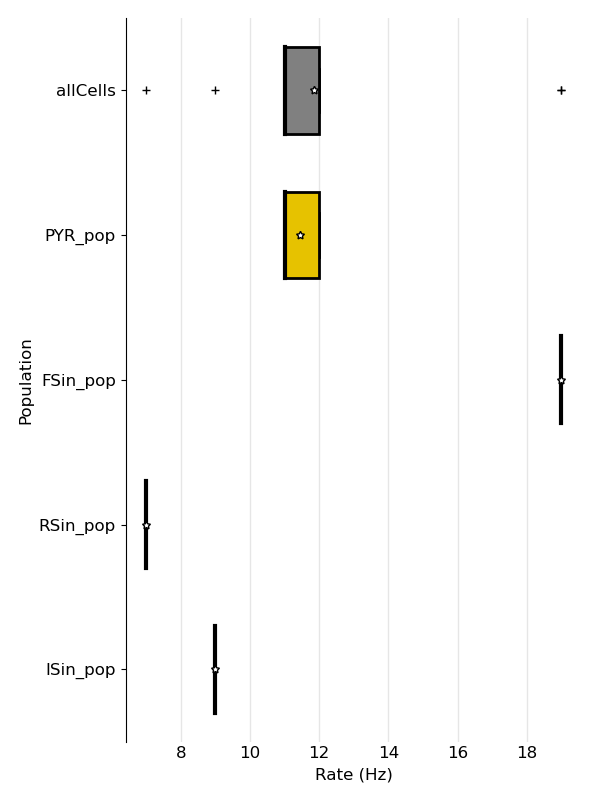 allCells
PYR_pop
FSin_pop
RSin_pop
ISin_pop
Population
8 10 12 14 16 18
Rate (Hz)